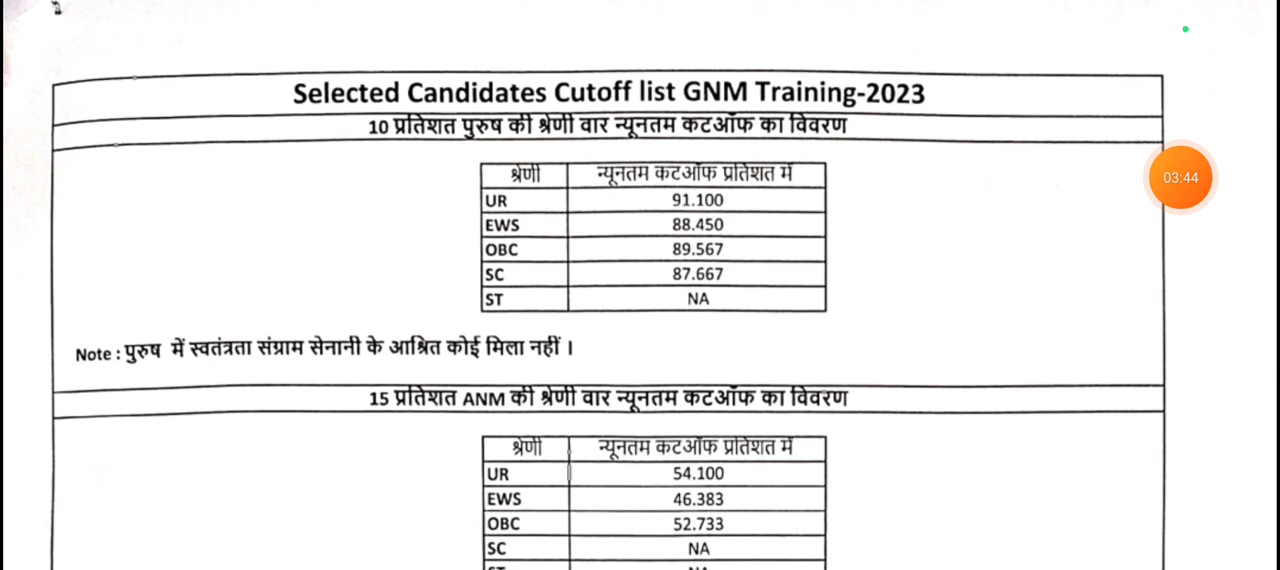 Selected Candidates Cutoff list GNM Training-2023
10 प्रतिशत पुरुष की श्रेणी वार न्यूनतम कटऑफ का विवरण
श्रेणी न्यूनतम कटऑफ प्रतिशत में
UR 91.100
EWS 88.450
OBC 89.567
SC 87.667
ST NA
03:44
Note : पुरुष में स्वतंत्रता संग्राम सेनानी के आश्रित कोई मिला नहीं ।
15 प्रतिशत ANM की श्रेणी वार न्यूनतम कटऑफ का विवरण
श्रेणी न्यूनतम कटऑफ प्रतिशत में
UR 54.100
EWS 46.383
OBC 52.733
SC NA